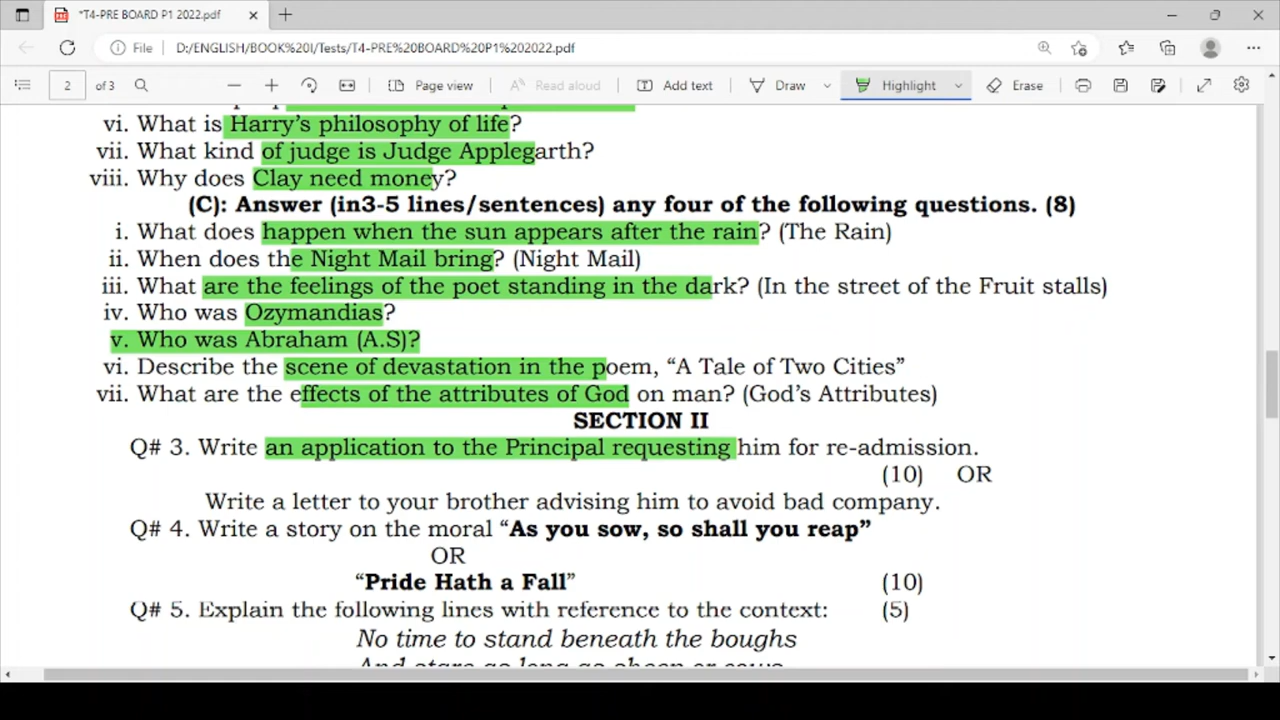 *T4-PRE BOARD P1 2022.pdf
File D:/ENGLISH/BOOK%20I/Tests/T4-PRE%20BOARD%20P1%202022.pdf
2 of 3 Page view Read aloud Add text Draw Highlight Erase
vi. What is Harry's philosophy of life?
vii. What kind of judge is Judge Applegarth?
viii. Why does Clay need money?
(C): Answer (in3-5 lines/sentences) any four of the following questions. (8)
i. What does happen when the sun appears after the rain? (The Rain)
ii. When does the Night Mail bring? (Night Mail)
iii. What are the feelings of the poet standing in the dark? (In the street of the Fruit stalls)
iv. Who was Ozymandias?
v. Who was Abraham (A.S)?
vi. Describe the scene of devastation in the poem, “A Tale of Two Cities”
vii. What are the effects of the attributes of God on man? (God's Attributes)
SECTION II
Q# 3. Write an application to the Principal requesting him for re-admission.
(10) OR
Write a letter to your brother advising him to avoid bad company.
Q# 4. Write a story on the moral “As you sow, so shall you reap”
OR
“Pride Hath a Fall” (10)
Q# 5. Explain the following lines with reference to the context: (5)
No time to stand beneath the boughs